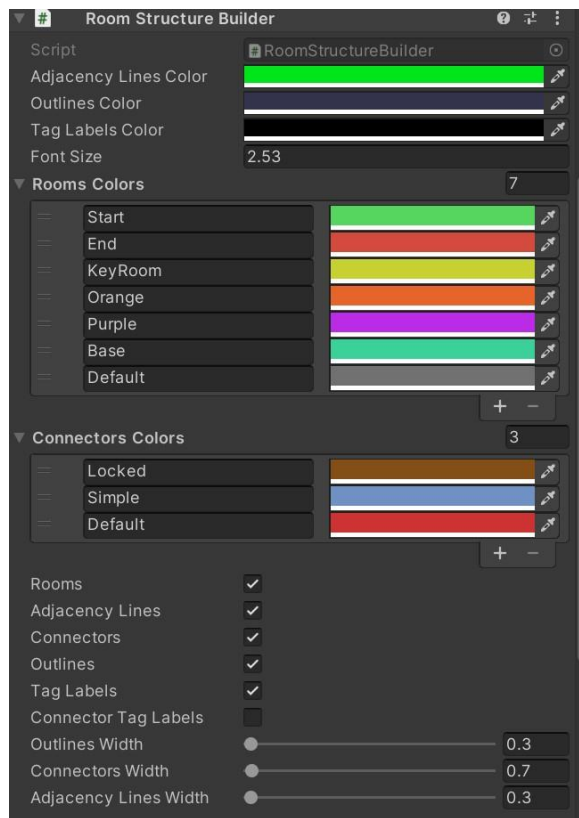 # Room Structure Builder
Script # RoomStructureBuilder
Adjacency Lines Color
Outlines Color
Tag Labels Color
Font Size 2.53
Rooms Colors 7
Start
End
KeyRoom
Orange
Purple
Base
Default
+ −
Connectors Colors 3
Locked
Simple
Default
+ −
Rooms
Adjacency Lines
Connectors
Outlines
Tag Labels
Connector Tag Labels
Outlines Width 0.3
Connectors Width 0.7
Adjacency Lines Width 0.3